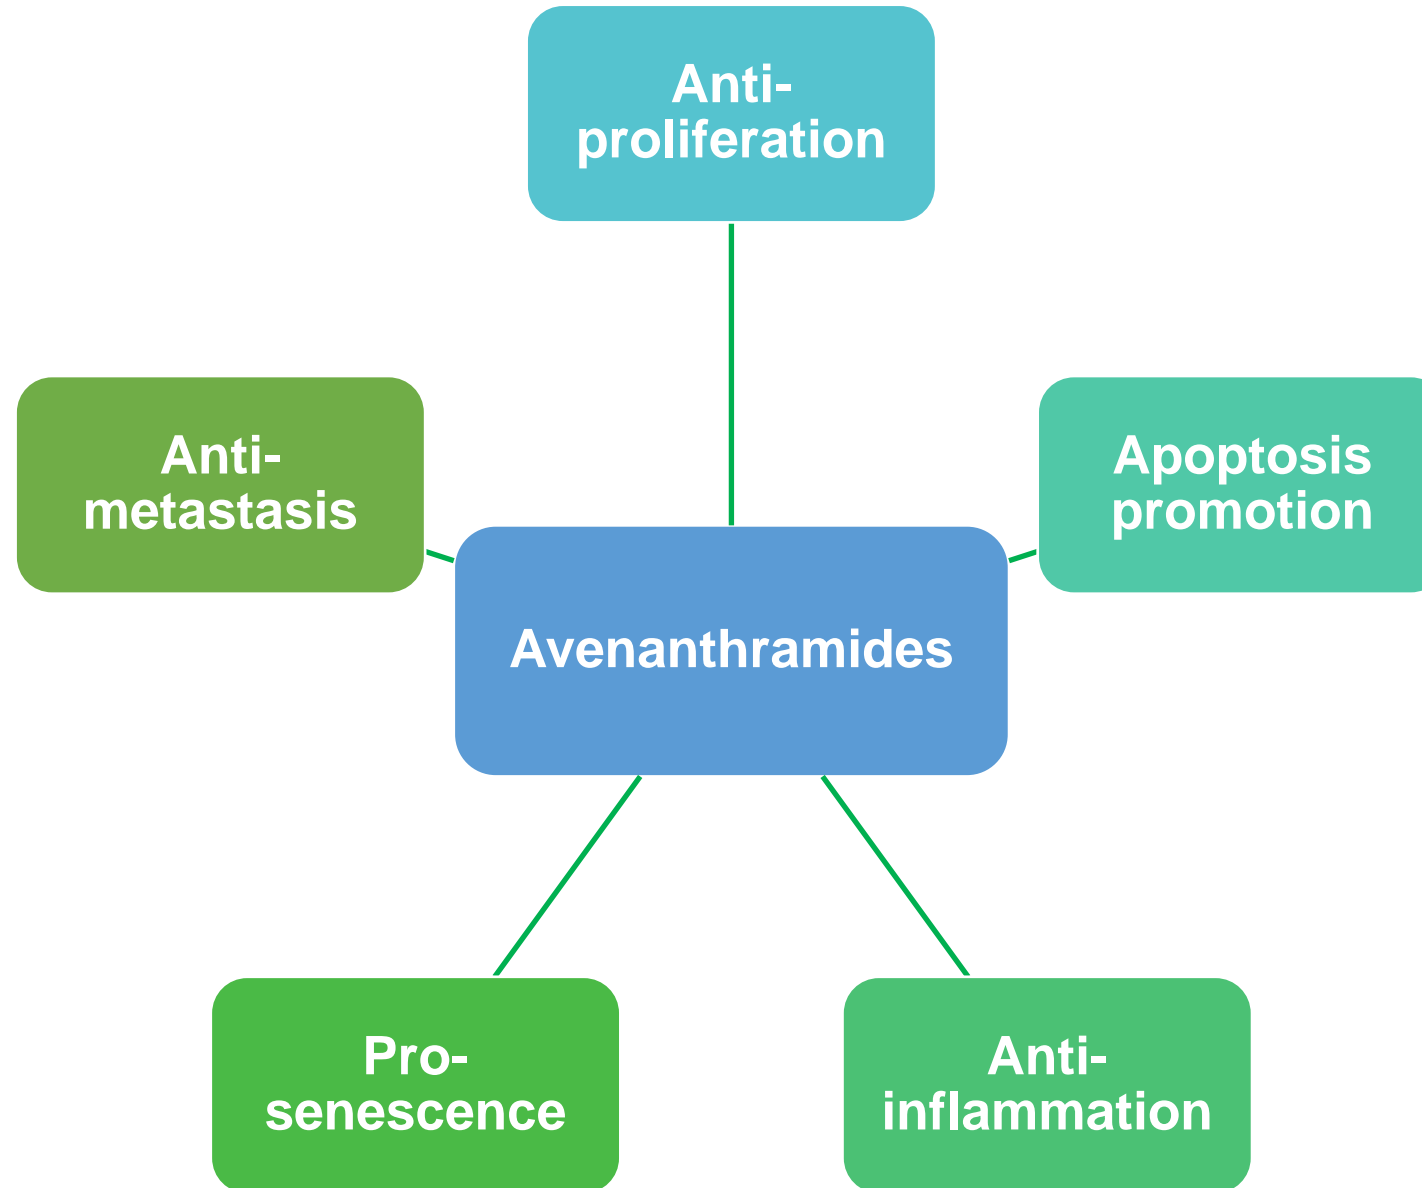 Anti-
proliferation
Anti-
metastasis
Apoptosis
promotion
Avenanthramides
Pro-
senescence
Anti-
inflammation